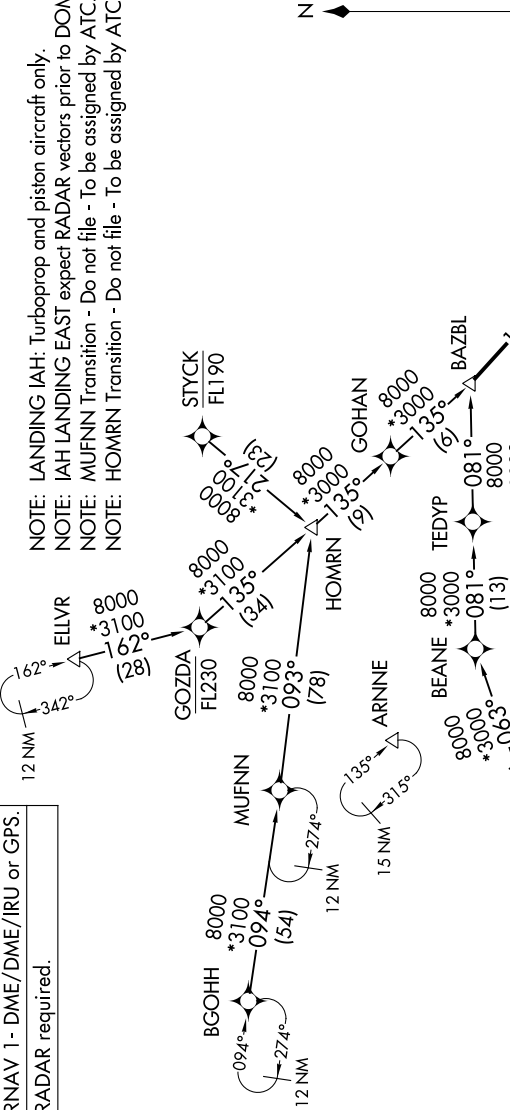 RNAV 1- DME/DME/IRU or GPS.
RADAR required.
NOTE: LANDING IAH: Turboprop and piston aircraft only.
NOTE: IAH LANDING EAST expect RADAR vectors prior to
NOTE: MUFNN Transition - Do not file - To be assigned by ATC.
NOTE: HOMRN Transition - Do not file - To be assigned by ATC
N
ELLVR
162°
342°
12 NM
8000
*3100
162°
(28)
GOZDA
FL230
8000
*3100
135°
(34)
STYCK
FL190
8000
*3100
217°
(23)
HOMRN
8000
*3000
135°
(9)
GOHAN
8000
*3000
135°
(6)
BAZBL
BGOHH
094°
274°
12 NM
8000
*3100
094°
(54)
MUFNN
274°
12 NM
8000
*3100
093°
(78)
ARNNE
135°
315°
15 NM
BEANE
8000
*3000
081°
(13)
TEDYP
081°
8000
8000
*3000
063°